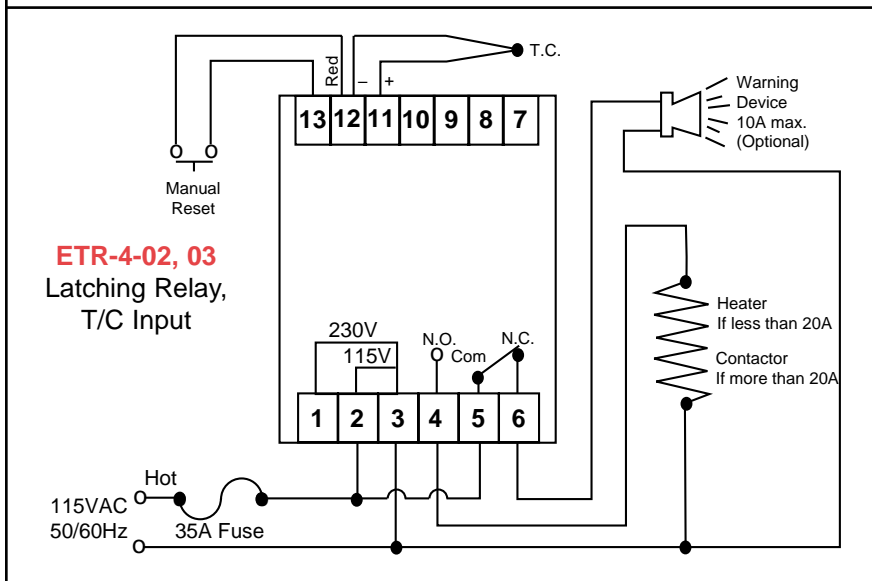 T.C.
Red
–
+
13 12 11 10 9 8 7
Warning
Device
10A max.
(Optional)
Manual
Reset
ETR-4-02, 03
Latching Relay,
T/C Input
Heater
If less than 20A
Contactor
If more than 20A
230V
115V
N.O.
Com
N.C.
1 2 3 4 5 6
Hot
115VAC
50/60Hz
35A Fuse